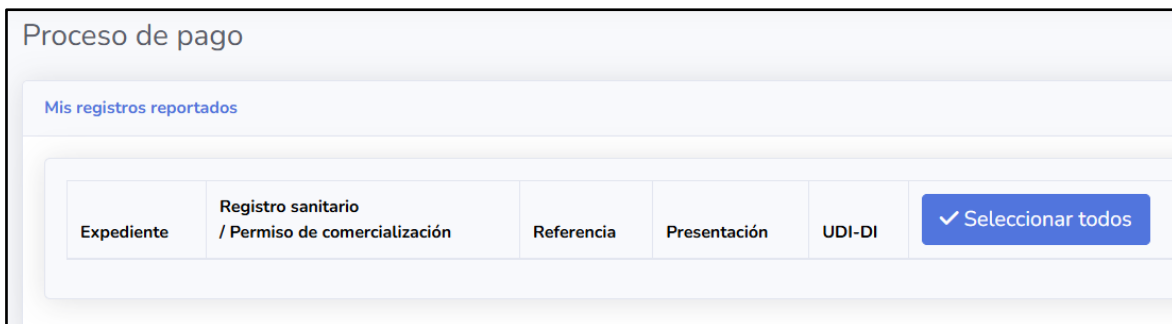 Proceso de pago
Mis registros reportados
Registro sanitario
Expediente / Permiso de comercialización Referencia Presentación UDI-DI Seleccionar todos